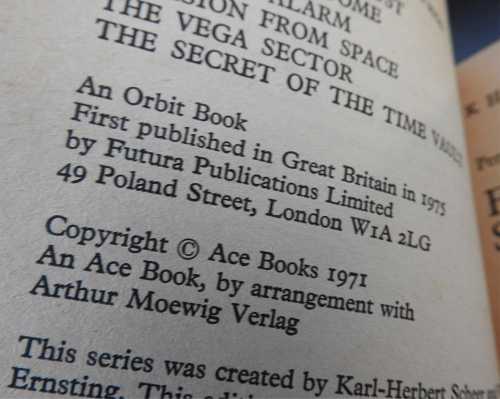 ALARM
FROM SPACE
THE VEGA SECTOR
THE SECRET OF THE TIME VAULT
An Orbit Book
First published in Great Britain in 1975
by Futura Publications Limited
49 Poland Street, London W1A 2LG
Copyright © Ace Books 1971
An Ace Book, by arrangement with
Arthur Moewig Verlag
This series was created by Karl-Herbert Scheer
Ernsting. This